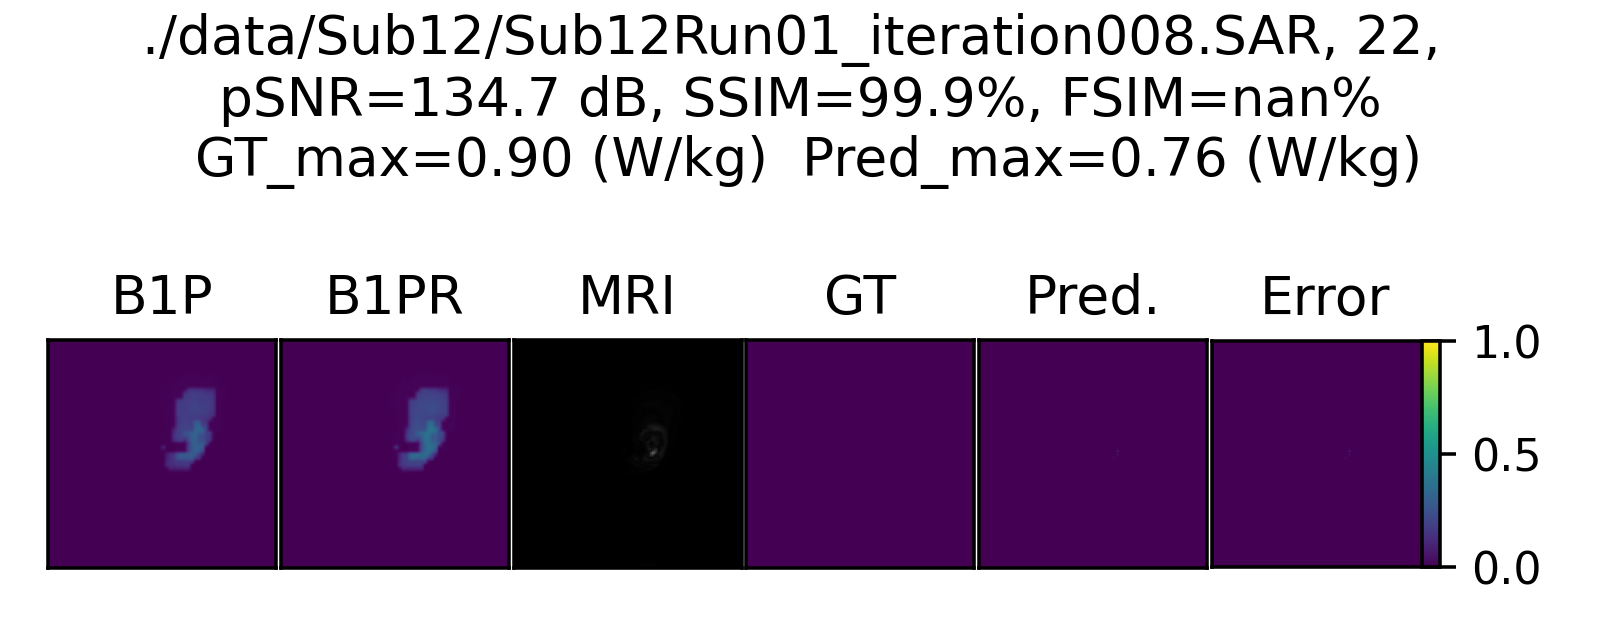 ./data/Sub12/Sub12Run01_iteration008.SAR, 22,
pSNR=134.7 dB, SSIM=99.9%, FSIM=nan%
GT_max=0.90 (W/kg)  Pred_max=0.76 (W/kg)
B1P B1PR MRI GT Pred. Error
1.0
0.5
0.0